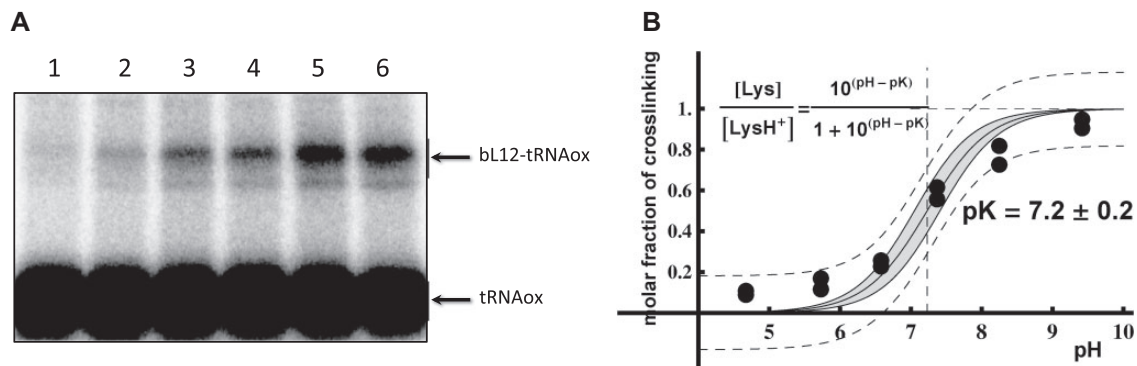 A
1 2 3 4 5 6
bL12-tRNAox
tRNAox
B
molar fraction of crosslinking
[Lys]
[LysH+]
=
10(pH – pK)
1 + 10(pH – pK)
1.
0.8
0.6
0.4
0.2
pK = 7.2 ± 0.2
5 6 7 8 9 10
pH